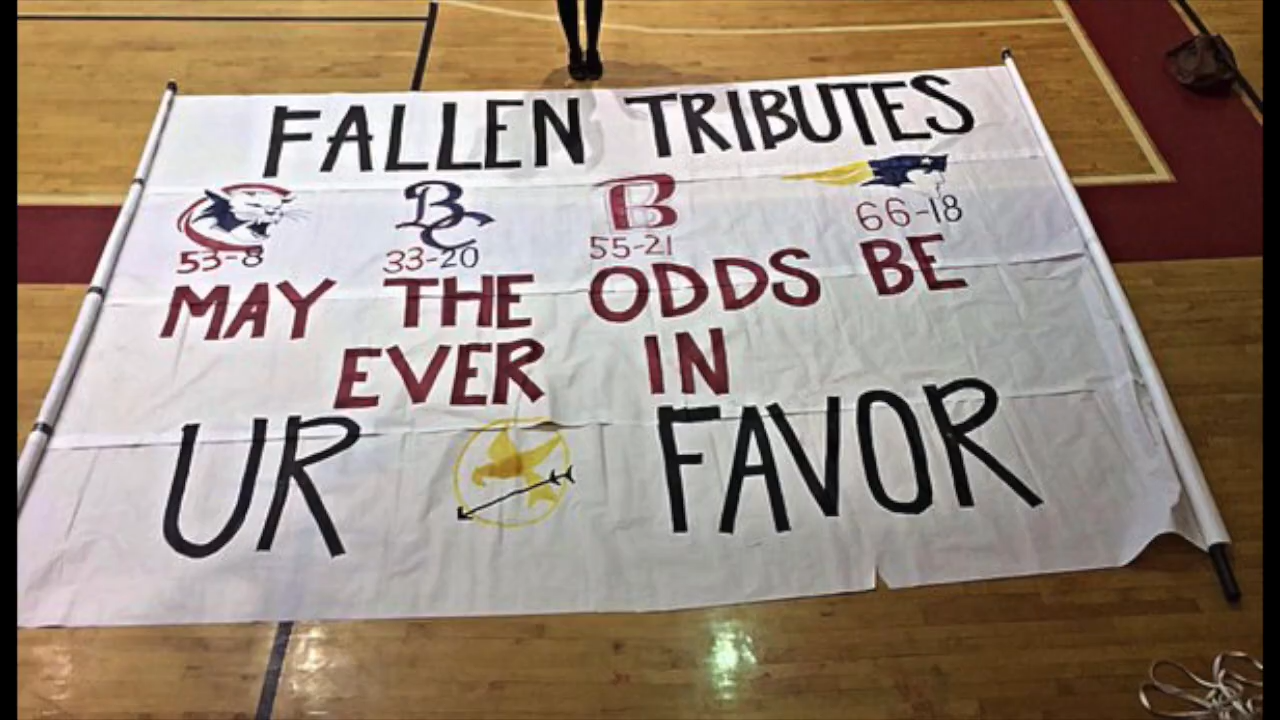 FALLEN TRIBUTES
C BC B
53-8 33-20 55-21 66-18
MAY THE ODDS BE
EVER IN
UR FAVOR